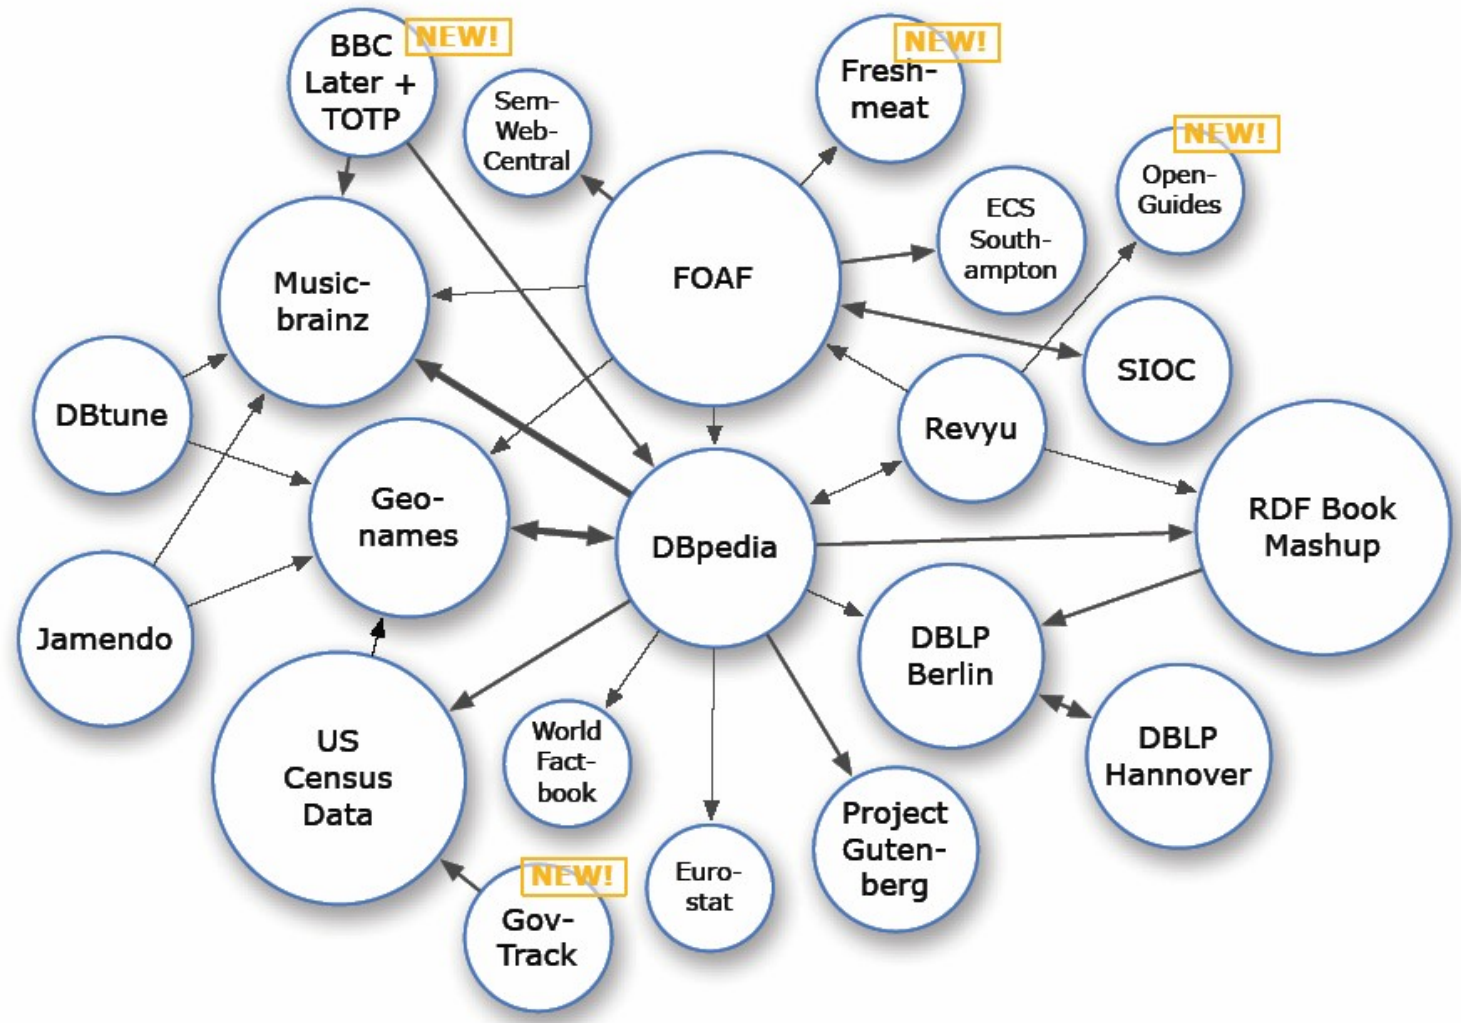 BBC
Later +
TOTP
NEW!
Sem-
Web-
Central
NEW!
Fresh-
meat
NEW!
Open-
Guides
ECS
South-
ampton
FOAF
Music-
brainz
SIOC
DBtune
Revyu
Geo-
names
DBpedia
RDF Book
Mashup
Jamendo
DBLP
Berlin
US
Census
Data
World
Fact-
book
DBLP
Hannover
Project
Guten-
berg
Euro-
stat
NEW!
Gov-
Track